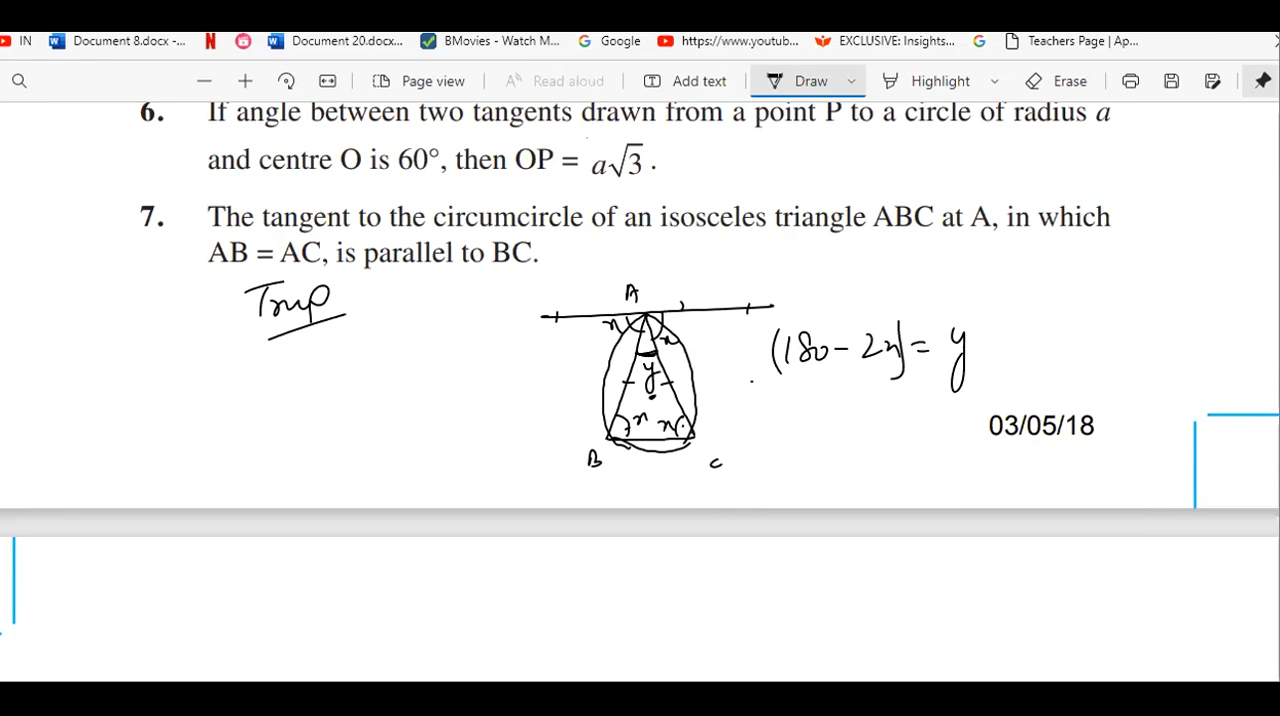 IN Document 8.docx -... Document 20.docx... BMovies - Watch M... Google https://www.youtub... EXCLUSIVE: Insights... Teachers Page | Ap...
Page view Read aloud Add text Draw Highlight Erase
6. If angle between two tangents drawn from a point P to a circle of radius a
and centre O is 60°, then OP = a√3.
7. The tangent to the circumcircle of an isosceles triangle ABC at A, in which
AB = AC, is parallel to BC.
True
A
x x
y
(180 - 2x) = y
x x
B C
03/05/18